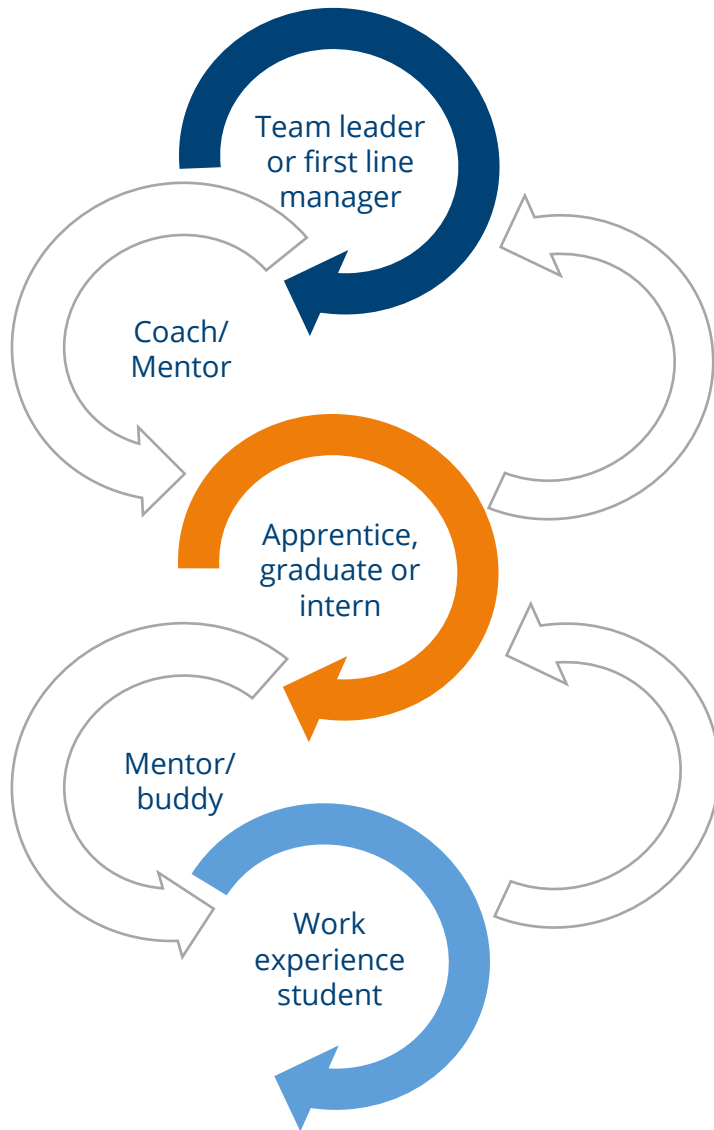 Team leader
or first line
manager
Coach/
Mentor
Apprentice,
graduate or
intern
Mentor/
buddy
Work
experience
student